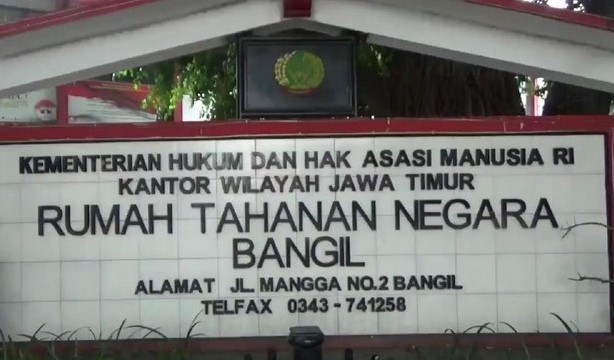 KEMENTERIAN HUKUM DAN HAK ASASI MANUSIA RI
KANTOR WILAYAH JAWA TIMUR
RUMAH TAHANAN NEGARA
BANGIL
ALAMAT JL. MANGGA NO.2 BANGIL
TELFAX 0343 - 741258